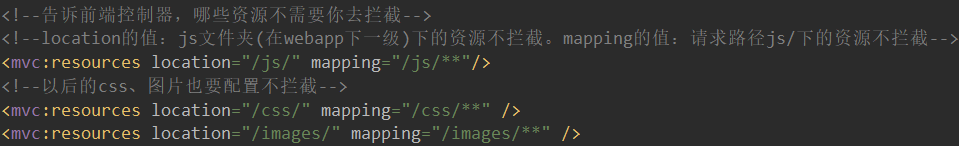 <!--告诉前端控制器，哪些资源不需要你去拦截-->
<!--location的值：js文件夹(在webapp下一级)下的资源不拦截。mapping的值：请求路径js/下的资源不拦截-->
<mvc:resources location="/js/" mapping="/js/**"/>
<!--以后的css、图片也要配置不拦截-->
<mvc:resources location="/css/" mapping="/css/**" />
<mvc:resources location="/images/" mapping="/images/**" />